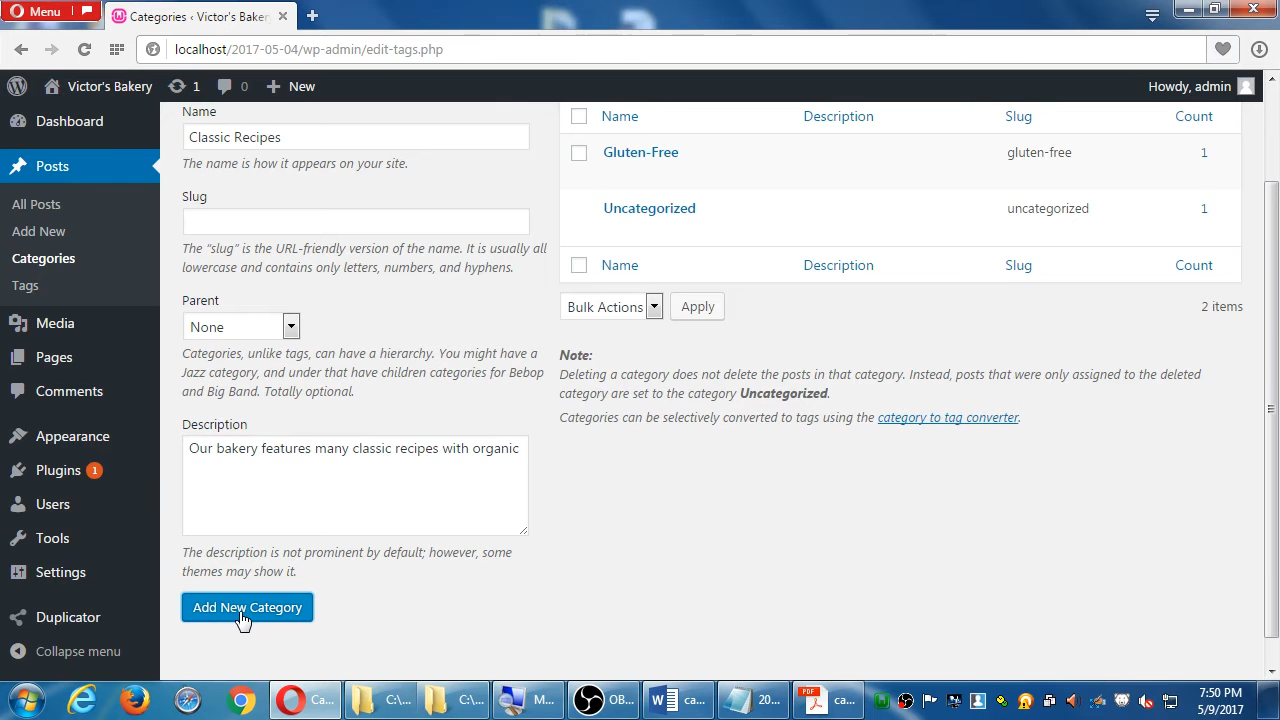 Menu
Categories ‹ Victor's Baker
localhost/2017-05-04/wp-admin/edit-tags.php
Victor's Bakery
1
0
New
Howdy, admin
Dashboard
Posts
All Posts
Add New
Categories
Tags
Media
Pages
Comments
Appearance
Plugins 1
Users
Tools
Settings
Duplicator
Collapse menu
Name
Classic Recipes
The name is how it appears on your site.
Slug
The "slug" is the URL-friendly version of the name. It is usually all
lowercase and contains only letters, numbers, and hyphens.
Parent
None
Categories, unlike tags, can have a hierarchy. You might have a
Jazz category, and under that have children categories for Bebop
and Big Band. Totally optional.
Description
Our bakery features many classic recipes with organic
The description is not prominent by default; however, some
themes may show it.
Add New Category
Name Description Slug Count
Gluten-Free gluten-free 1
Uncategorized uncategorized 1
Name Description Slug Count
Bulk Actions Apply 2 items
Note:
Deleting a category does not delete the posts in that category. Instead, posts that were only assigned to the deleted
category are set to the category Uncategorized.
Categories can be selectively converted to tags using the category to tag converter.
Ca... C:\... C:\... M... OB... ca... 20... ca...
PDF
7:50 PM
5/9/2017